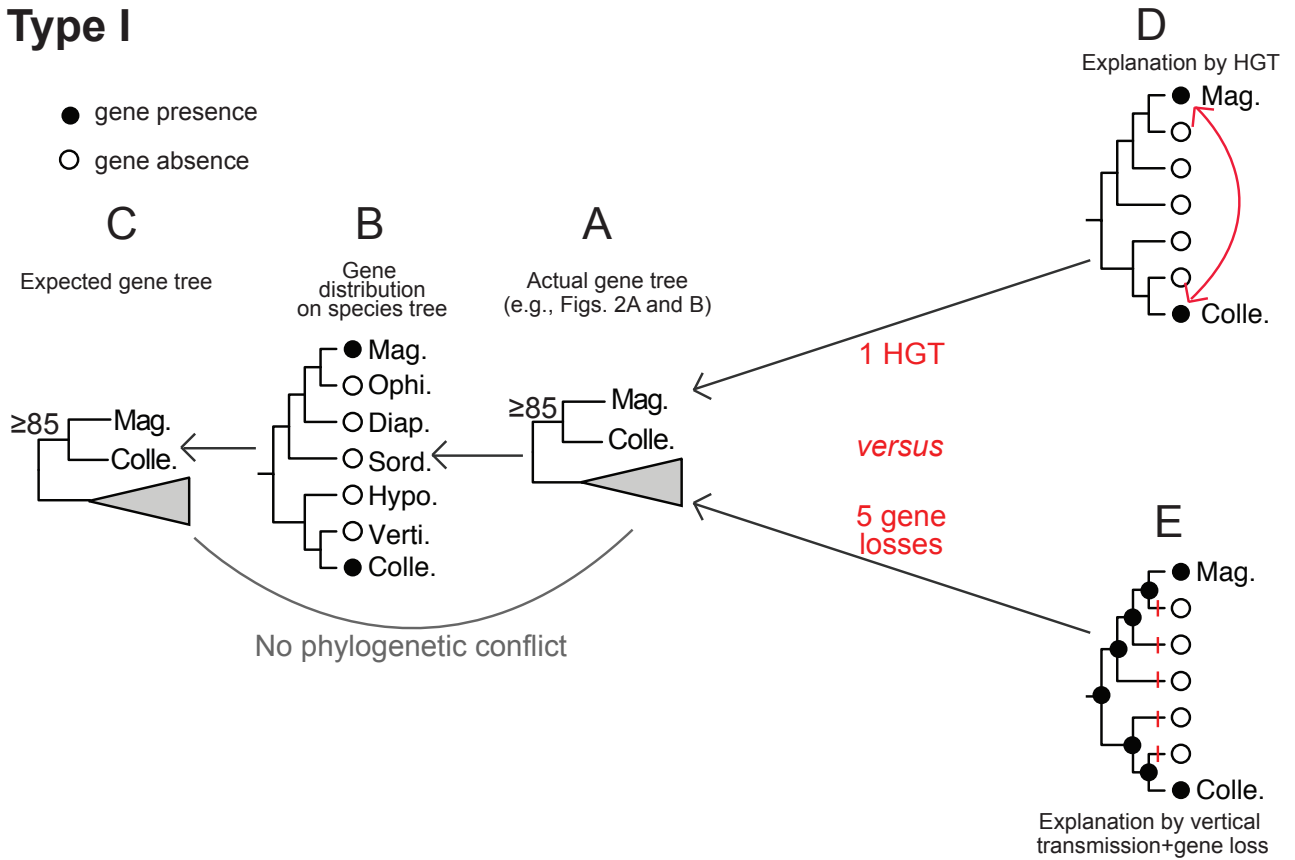 Type I
gene presence
gene absence
C
Expected gene tree
≥85
Mag.
Colle.
B
Gene
distribution
on species tree
Mag.
Ophi.
Diap.
Sord.
Hypo.
Verti.
Colle.
A
Actual gene tree
(e.g., Figs. 2A and B)
≥85
Mag.
Colle.
No phylogenetic conflict
1 HGT
versus
5 gene
losses
D
Explanation by HGT
Mag.
Colle.
E
Mag.
Colle.
Explanation by vertical
transmission+gene loss